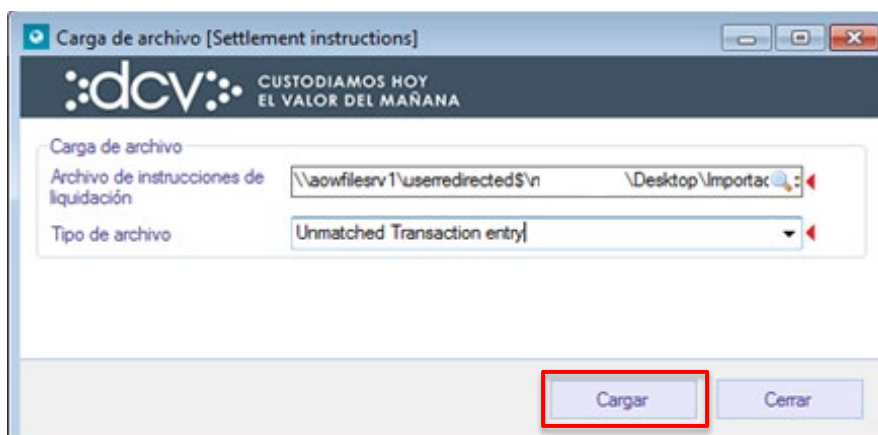 Carga de archivo [Settlement instructions]
:dcv: CUSTODIAMOS HOY
EL VALOR DEL MAÑANA
Carga de archivo
Archivo de instrucciones de
liquidación
\\aowfilesrv1\userredirected$\n \Desktop\Importac
Tipo de archivo
Unmatched Transaction entry
Cargar
Cerrar